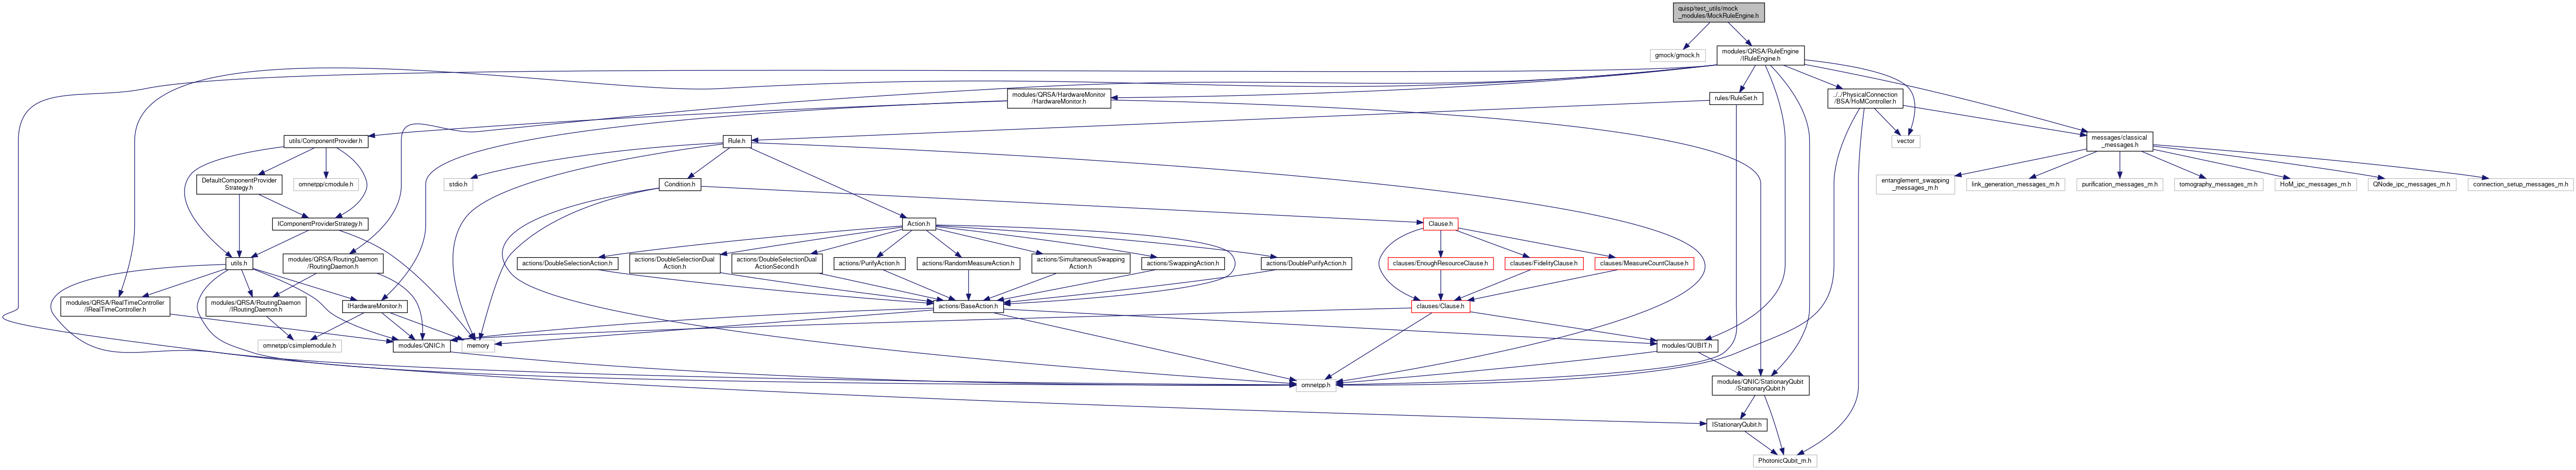 quisp/test_utils/mock
_modules/MockRuleEngine.h
gmock/gmock.h
modules/QRSA/RuleEngine
/IRuleEngine.h
modules/QRSA/HardwareMonitor
/HardwareMonitor.h
rules/RuleSet.h
../../PhysicalConnection
/BSA/HoMController.h
utils/ComponentProvider.h
Rule.h
vector
messages/classical
_messages.h
DefaultComponentProvider
Strategy.h
omnetpp/cmodule.h
stdio.h
Condition.h
entanglement_swapping
_messages_m.h
link_generation_messages_m.h
purification_messages_m.h
tomography_messages_m.h
HoM_ipc_messages_m.h
QNode_ipc_messages_m.h
connection_setup_messages_m.h
IComponentProviderStrategy.h
Action.h
Clause.h
utils.h
modules/QRSA/RoutingDaemon
/RoutingDaemon.h
actions/DoubleSelectionAction.h
actions/DoubleSelectionDual
Action.h
actions/DoubleSelectionDual
ActionSecond.h
actions/PurifyAction.h
actions/RandomMeasureAction.h
actions/SimultaneousSwapping
Action.h
actions/SwappingAction.h
actions/DoublePurifyAction.h
clauses/EnoughResourceClause.h
clauses/FidelityClause.h
clauses/MeasureCountClause.h
modules/QRSA/RealTimeController
/IRealTimeController.h
modules/QRSA/RoutingDaemon
/IRoutingDaemon.h
IHardwareMonitor.h
actions/BaseAction.h
clauses/Clause.h
omnetpp/csimplemodule.h
modules/QNIC.h
memory
modules/QUBIT.h
omnetpp.h
modules/QNIC/StationaryQubit
/StationaryQubit.h
IStationaryQubit.h
PhotonicQubit_m.h